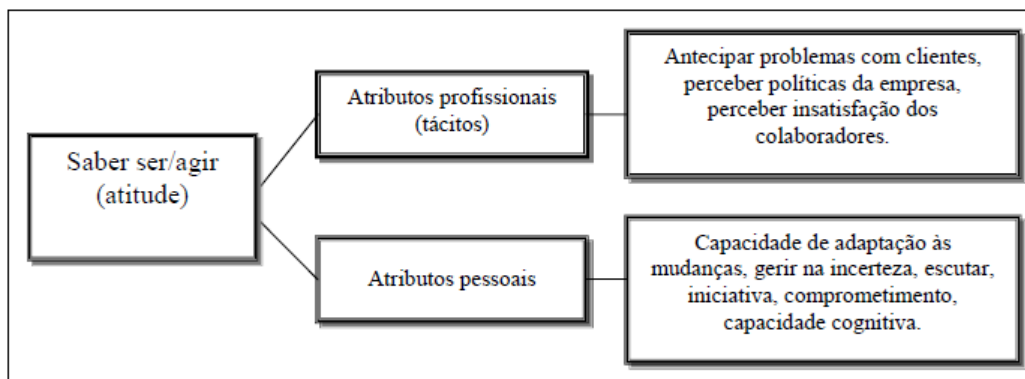 Saber ser/agir
(atitude)
Atributos profissionais
(tácitos)
Antecipar problemas com clientes,
perceber políticas da empresa,
perceber insatisfação dos
colaboradores.
Atributos pessoais
Capacidade de adaptação às
mudanças, gerir na incerteza, escutar,
iniciativa, comprometimento,
capacidade cognitiva.